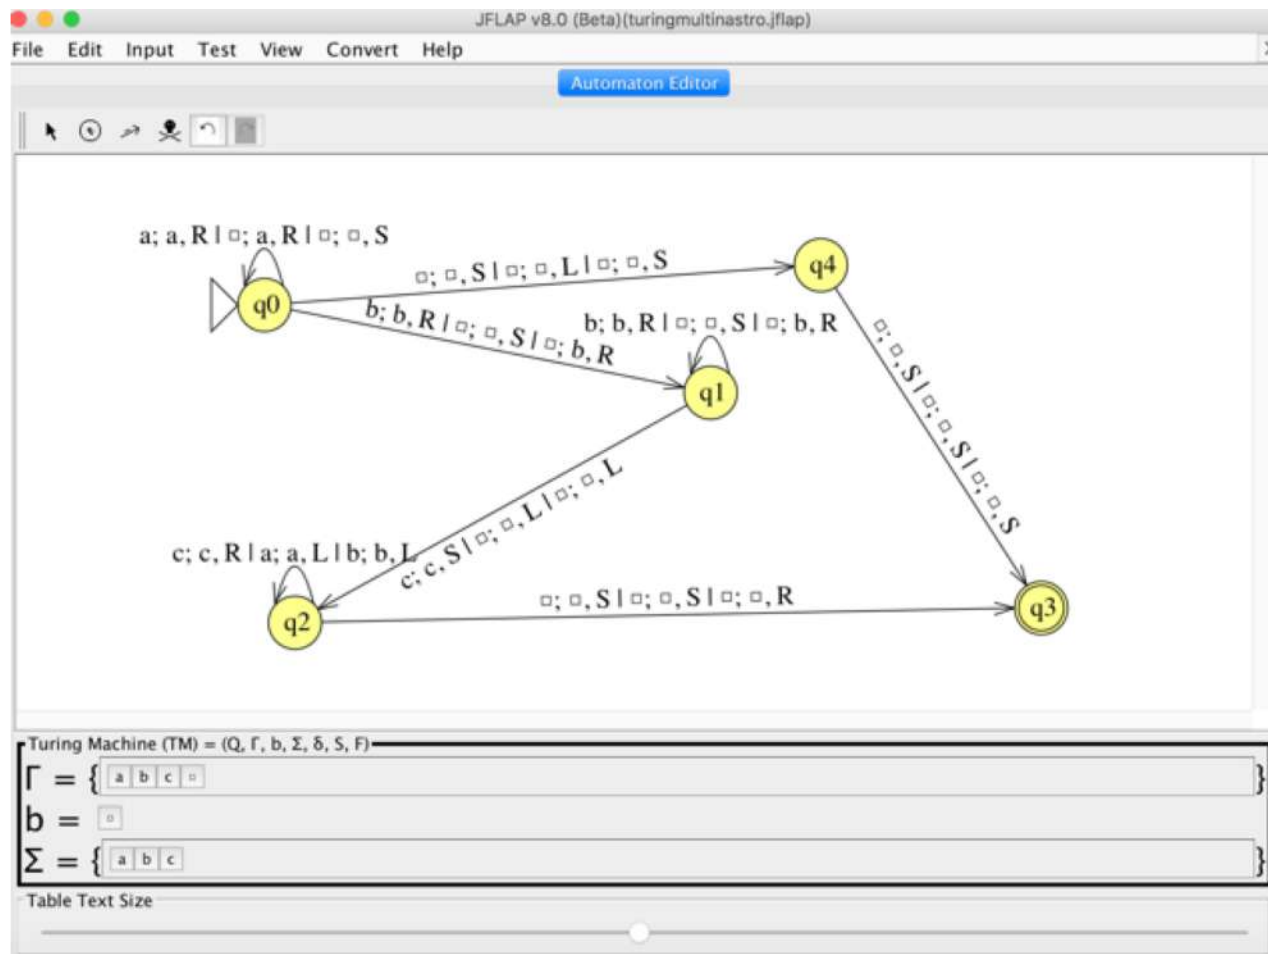 JFLAP v8.0 (Beta)(turingmultinastro.jflap)
File Edit Input Test View Convert Help
Automaton Editor
a; a, R | □; a, R | □; □, S
□; □, S | □; □, L | □; □, S
q4
q0
b; b, R | □; □, S | □; b, R
b; b, R | □; □, S | □; b, R
q1
□; □, S | □; □, S | □; □, S
c; c, S | □; □, L | □; □, L
c; c, R | a; a, L | b; b, L
q2
□; □, S | □; □, S | □; □, R
q3
Turing Machine (TM) = (Q, Γ, b, Σ, δ, S, F)
Γ = { a b c □ }
b = □
Σ = { a b c }
Table Text Size